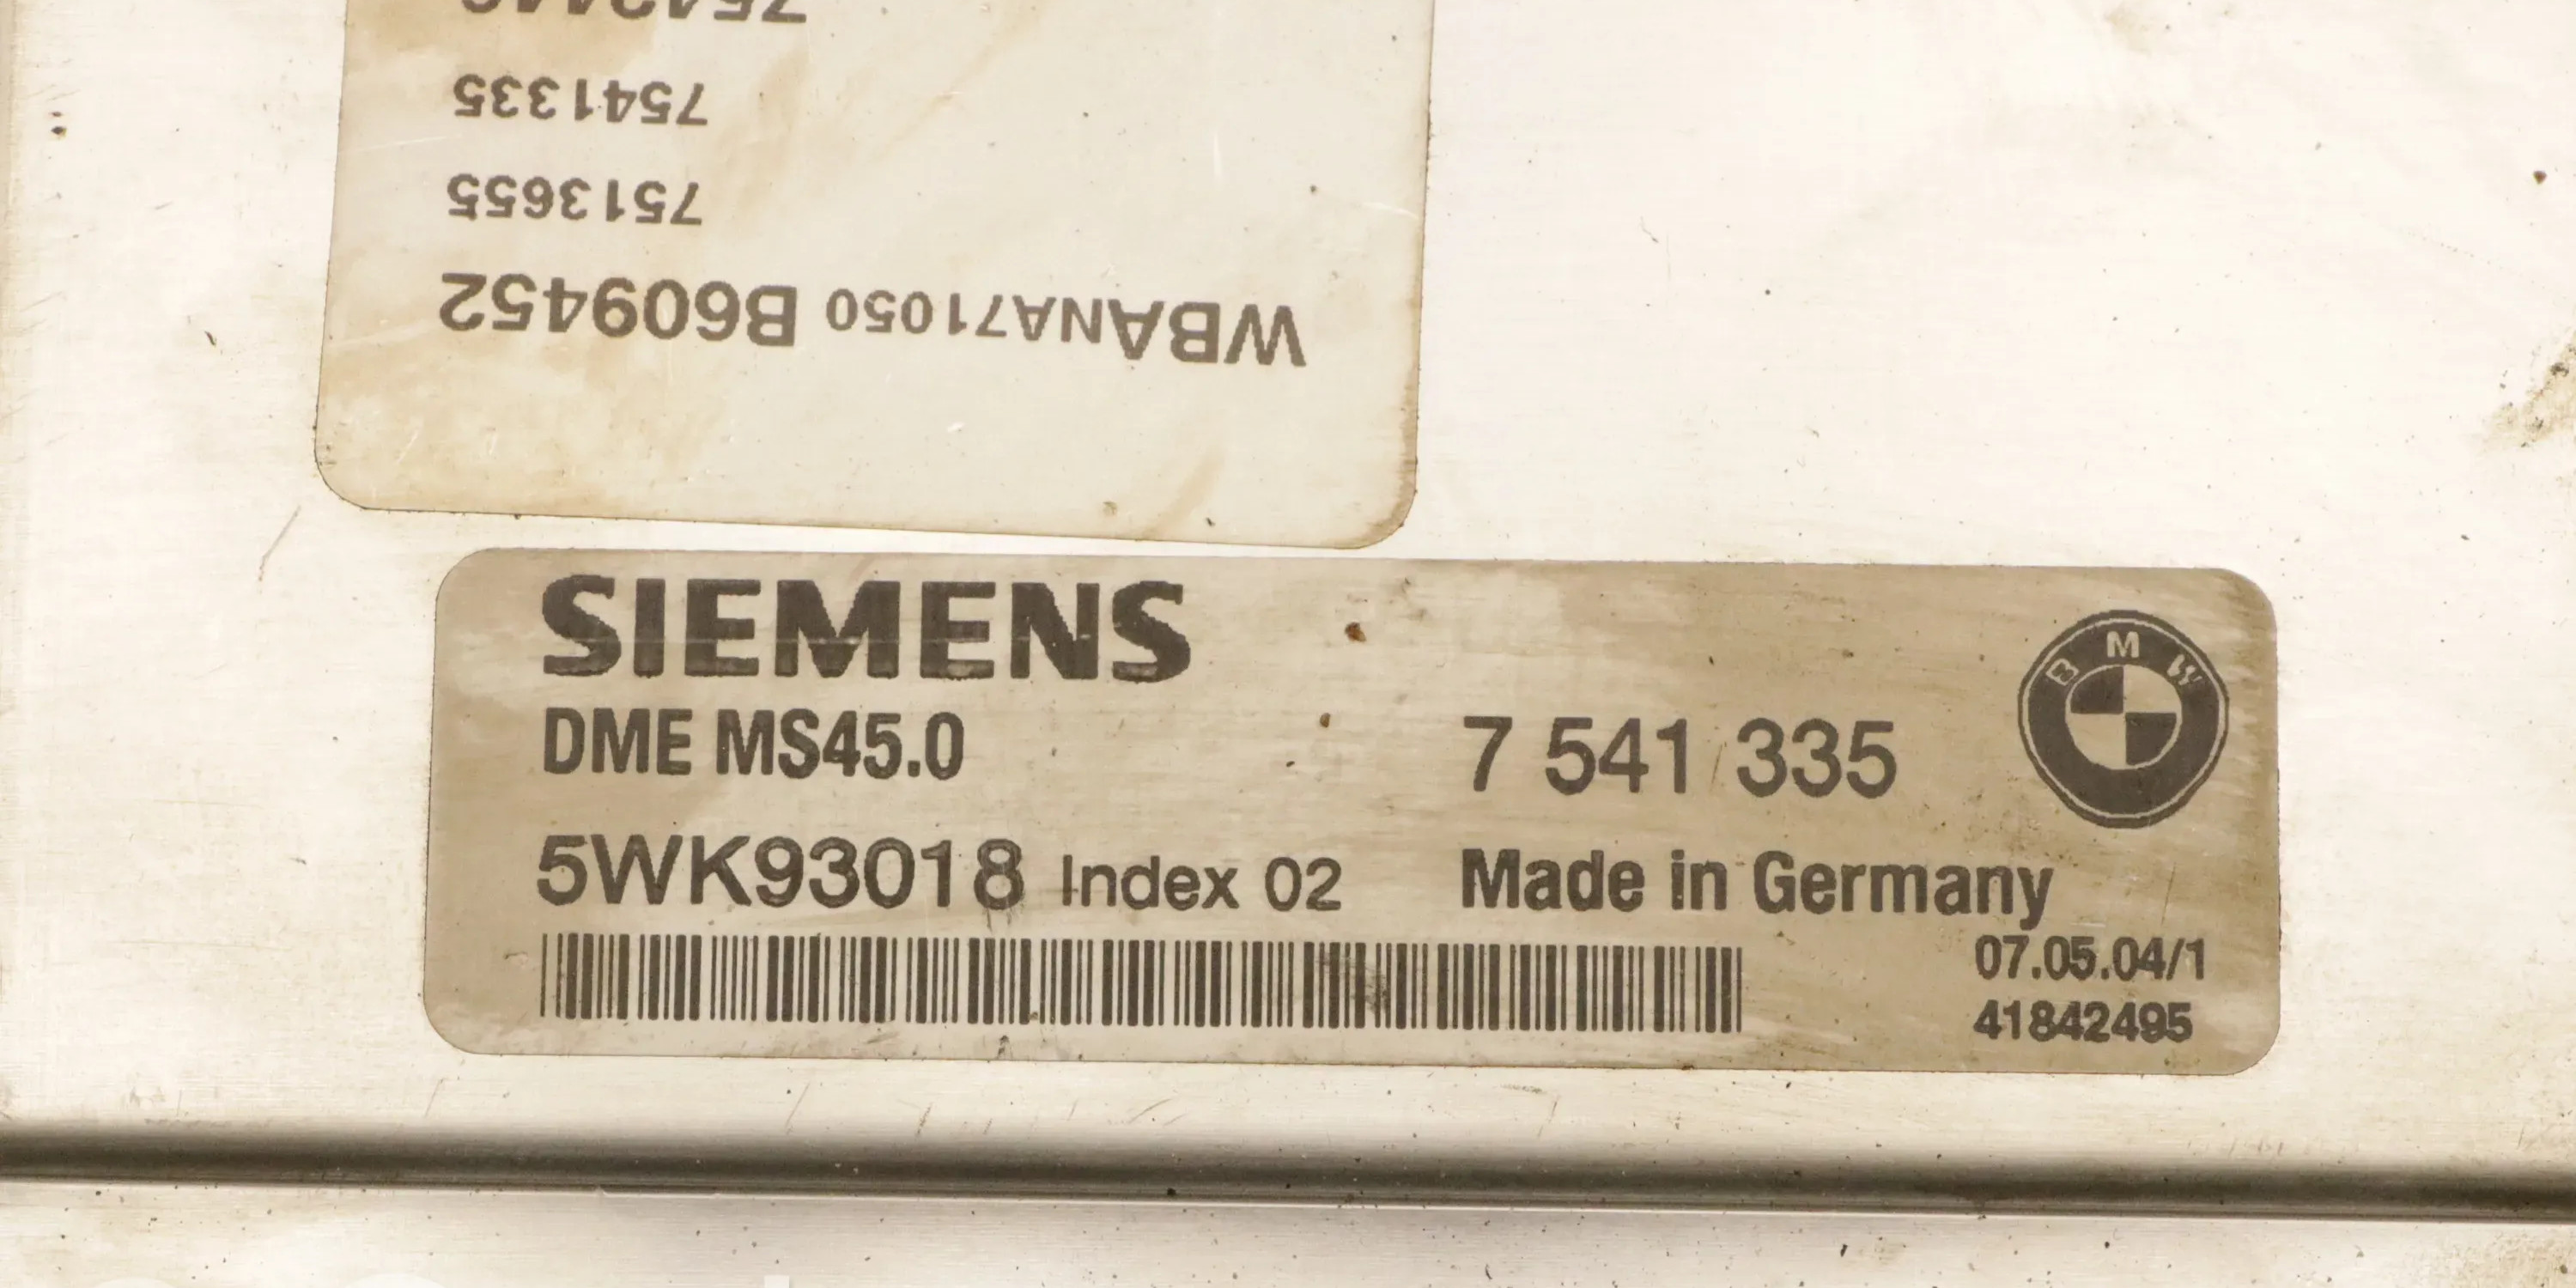 7541335
7513655
WBANA71050 B609452
SIEMENS
DME MS45.0
7 541 335
BMW
5WK93018 Index 02
Made in Germany
07.05.04/1
41842495